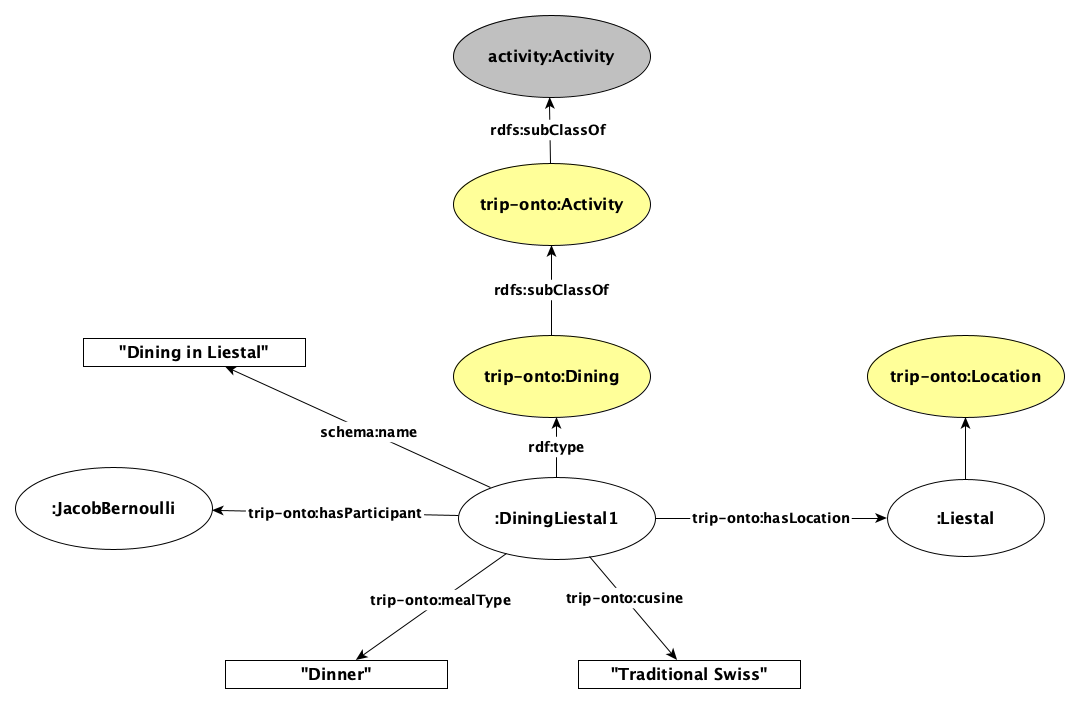 activity:Activity
rdfs:subClassOf
trip-onto:Activity
rdfs:subClassOf
"Dining in Liestal"
trip-onto:Dining
trip-onto:Location
schema:name
rdf:type
:JacobBernoulli
trip-onto:hasParticipant
:DiningLiestal1
trip-onto:hasLocation
:Liestal
trip-onto:mealType
trip-onto:cusine
"Dinner"
"Traditional Swiss"